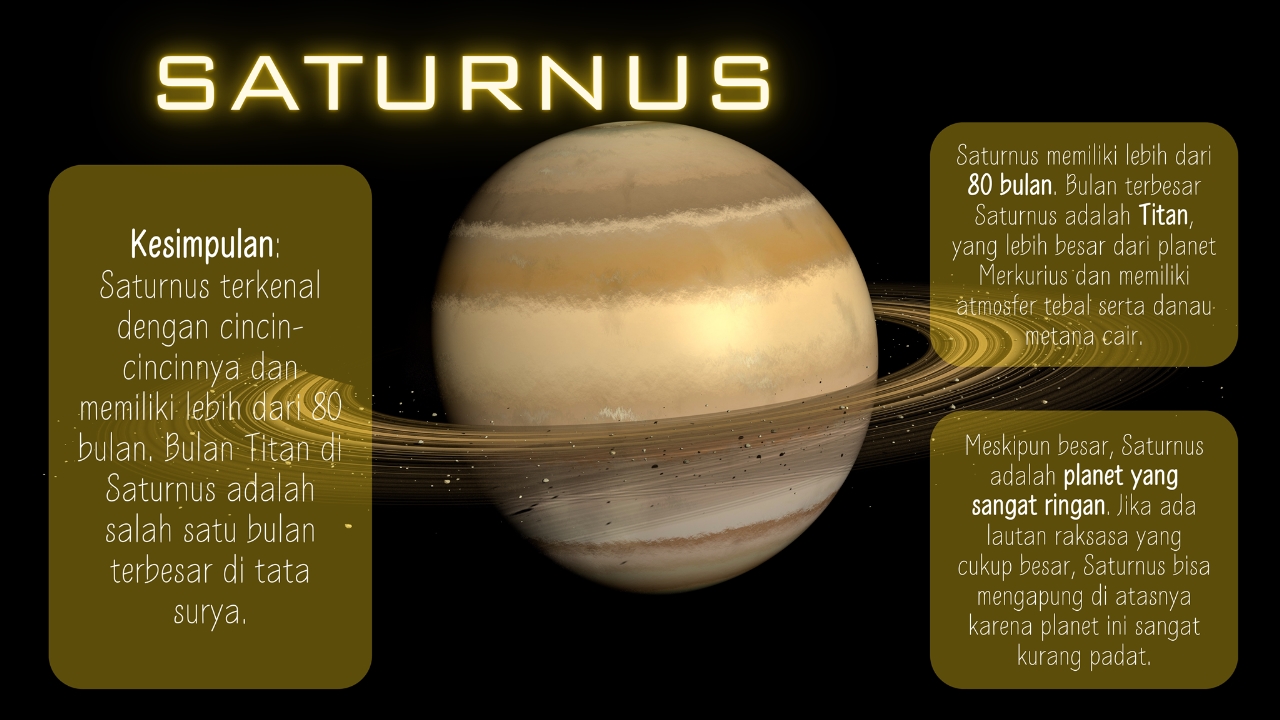 SATURNUS
Kesimpulan:
Saturnus terkenal
dengan cincin-
cincinnya dan
memiliki lebih dari 80
bulan. Bulan Titan di
Saturnus adalah
salah satu bulan
terbesar di tata
surya.
Saturnus memiliki lebih dari
80 bulan. Bulan terbesar
Saturnus adalah Titan,
yang lebih besar dari planet
Merkurius dan memiliki
atmosfer tebal serta danau
metana cair.
Meskipun besar, Saturnus
adalah planet yang
sangat ringan. Jika ada
lautan raksasa yang
cukup besar, Saturnus bisa
mengapung di atasnya
karena planet ini sangat
kurang padat.